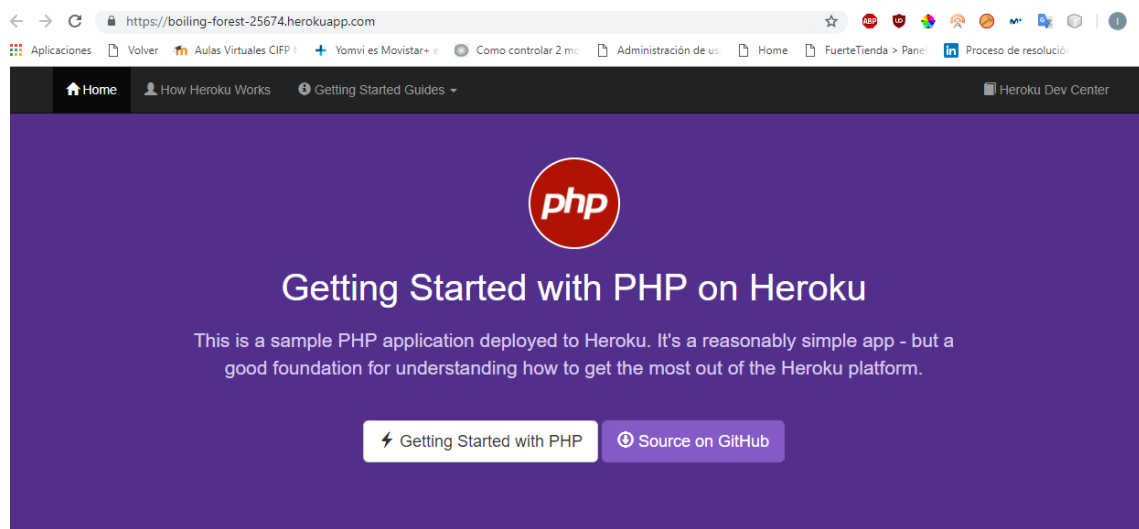 https://boiling-forest-25674.herokuapp.com
ABP
Aplicaciones Volver Aulas Virtuales CIFP Yomvi es Movistar+ e Como controlar 2 mo Administración de us Home FuerteTienda > Panel Proceso de resolució
Home How Heroku Works Getting Started Guides Heroku Dev Center
php
Getting Started with PHP on Heroku
This is a sample PHP application deployed to Heroku. It's a reasonably simple app - but a
good foundation for understanding how to get the most out of the Heroku platform.
Getting Started with PHP Source on GitHub